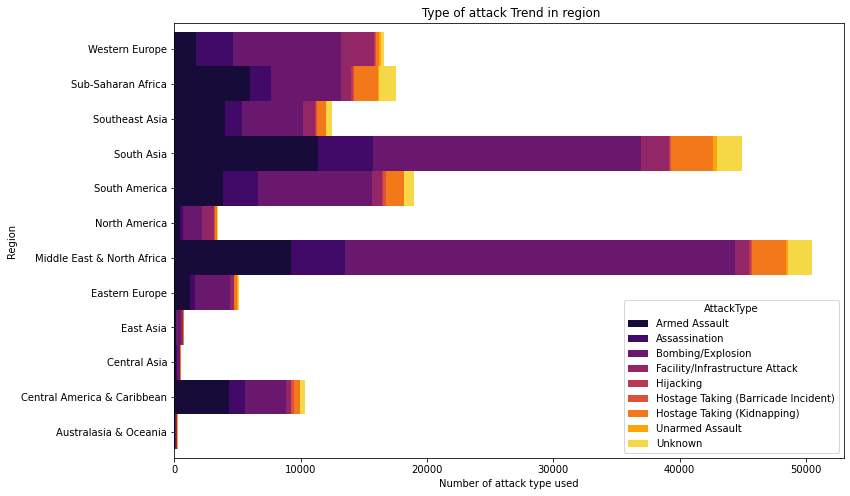 Type of attack Trend in region
Region
Western Europe
Sub-Saharan Africa
Southeast Asia
South Asia
South America
North America
Middle East & North Africa
Eastern Europe
East Asia
Central Asia
Central America & Caribbean
Australasia & Oceania
AttackType
Armed Assault
Assassination
Bombing/Explosion
Facility/Infrastructure Attack
Hijacking
Hostage Taking (Barricade Incident)
Hostage Taking (Kidnapping)
Unarmed Assault
Unknown
0 10000 20000 30000 40000 50000
Number of attack type used